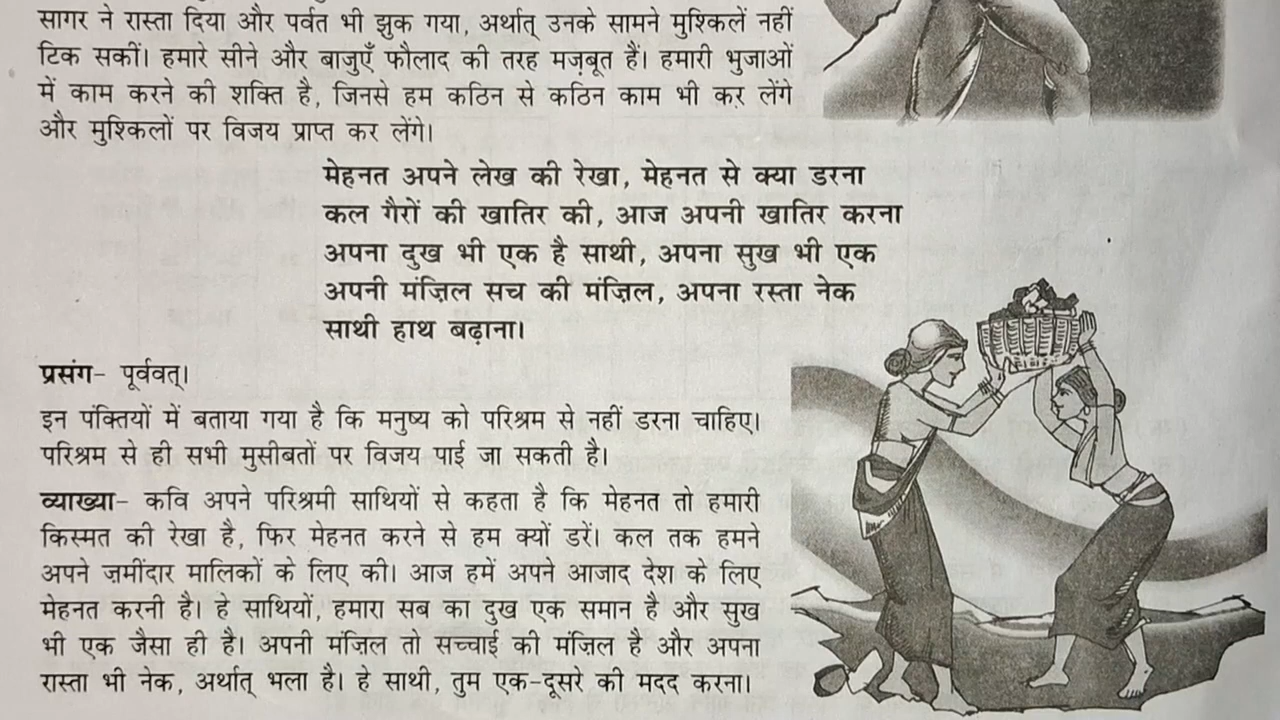 सागर ने रास्ता दिया और पर्वत भी झुक गया, अर्थात् उनके सामने मुश्किलें नहीं
टिक सकीं। हमारे सीने और बाजुएँ फौलाद की तरह मज़बूत हैं। हमारी भुजाओं
में काम करने की शक्ति है, जिनसे हम कठिन से कठिन काम भी कर लेंगे
और मुश्किलों पर विजय प्राप्त कर लेंगे।
मेहनत अपने लेख की रेखा, मेहनत से क्या डरना
कल गैरों की खातिर की, आज अपनी खातिर करना
अपना दुख भी एक है साथी, अपना सुख भी एक
अपनी मंज़िल सच की मंज़िल, अपना रस्ता नेक
साथी हाथ बढ़ाना।
प्रसंग– पूर्ववत्।
इन पंक्तियों में बताया गया है कि मनुष्य को परिश्रम से नहीं डरना चाहिए।
परिश्रम से ही सभी मुसीबतों पर विजय पाई जा सकती है।
व्याख्या– कवि अपने परिश्रमी साथियों से कहता है कि मेहनत तो हमारी
किस्मत की रेखा है, फिर मेहनत करने से हम क्यों डरें। कल तक हमने
अपने ज़मींदार मालिकों के लिए की। आज हमें अपने आजाद देश के लिए
मेहनत करनी है। हे साथियों, हमारा सब का दुख एक समान है और सुख
भी एक जैसा ही है। अपनी मंज़िल तो सच्चाई की मंज़िल है और अपना
रास्ता भी नेक, अर्थात् भला है। हे साथी, तुम एक-दूसरे की मदद करना।